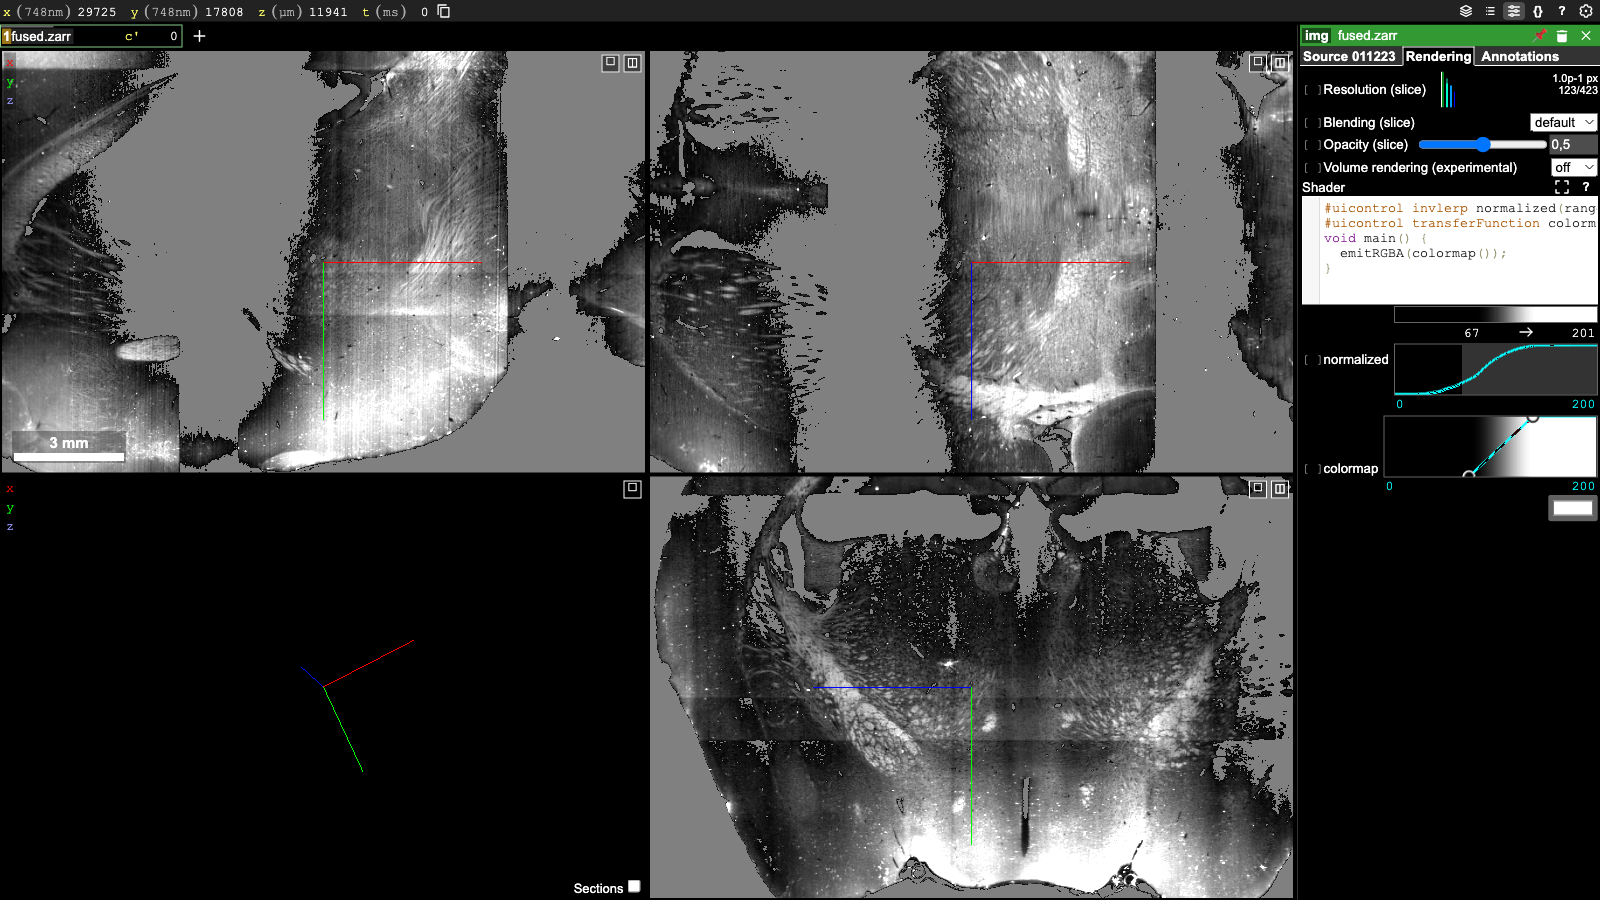 x (748nm) 29725 y (748nm) 17808 z (μm) 11941 t (ms) 0
1 fused.zarr c' 0 +
img fused.zarr
Source 011223 Rendering Annotations
[ ] Resolution (slice) 1.0p-1 px
123/423
[ ] Blending (slice) default
[ ] Opacity (slice) 0,5
[ ] Volume rendering (experimental) off
Shader ?
#uicontrol invlerp normalized(rang
#uicontrol transferFunction colorm
void main() {
emitRGBA(colormap());
}
67 → 201
[ ] normalized
0 200
[ ] colormap
0 200
x
y
z
3 mm
x
y
z
Sections